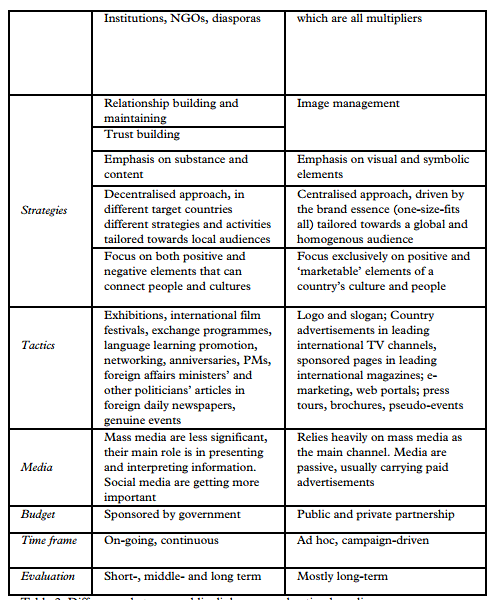 Institutions, NGOs, diasporas
which are all multipliers
Strategies
Relationship building and
maintaining
Trust building
Image management
Emphasis on substance and
content
Emphasis on visual and symbolic
elements
Decentralised approach, in
different target countries
different strategies and activities
tailored towards local audiences
Centralised approach, driven by
the brand essence (one-size-fits
all) tailored towards a global and
homogenous audience
Focus on both positive and
negative elements that can
connect people and cultures
Focus exclusively on positive and
‘marketable’ elements of a
country’s culture and people
Tactics
Exhibitions, international film
festivals, exchange programmes,
language learning promotion,
networking, anniversaries, PMs,
foreign affairs ministers’ and
other politicians’ articles in
foreign daily newspapers,
genuine events
Logo and slogan; Country
advertisements in leading
international TV channels,
sponsored pages in leading
international magazines; e-
marketing, web portals; press
tours, brochures, pseudo-events
Media
Mass media are less significant,
their main role is in presenting
and interpreting information.
Social media are getting more
important
Relies heavily on mass media as
the main channel. Media are
passive, usually carrying paid
advertisements
Budget
Sponsored by government
Public and private partnership
Time frame
On-going, continuous
Ad hoc, campaign-driven
Evaluation
Short-, middle- and long term
Mostly long-term